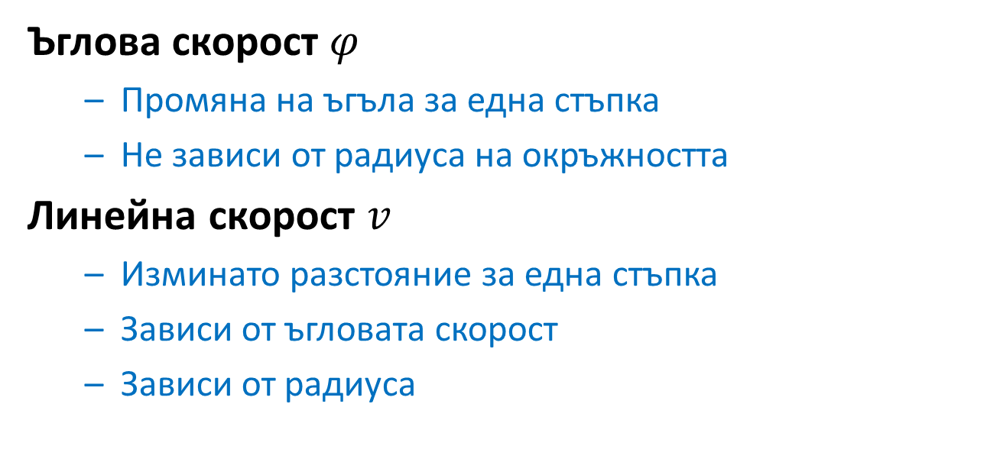 Ъглова скорост 𝜑
– Промяна на ъгъла за една стъпка
– Не зависи от радиуса на окръжността
Линейна скорост 𝑣
– Изминато разстояние за една стъпка
– Зависи от ъгловата скорост
– Зависи от радиуса